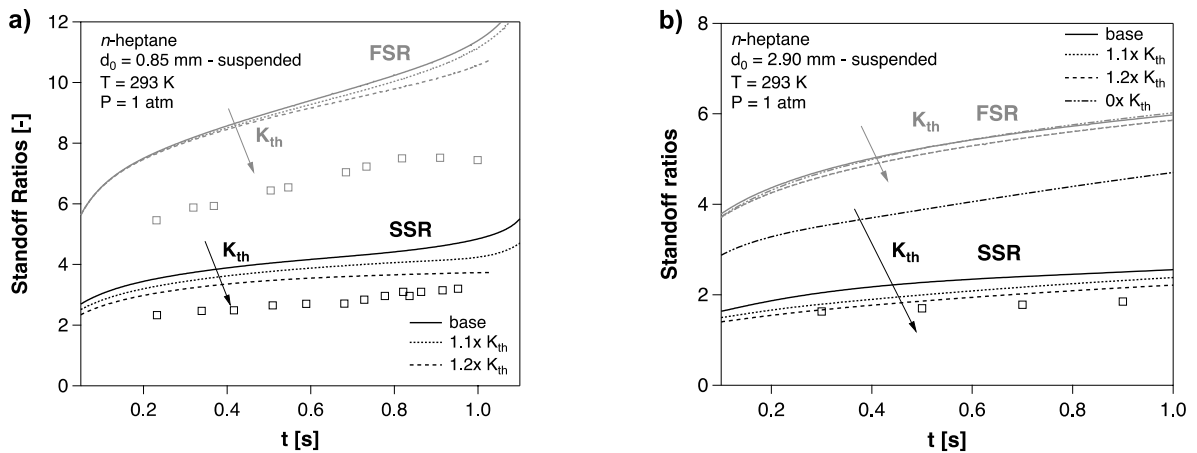 a)
12
10
8
6
4
2
0
Standoff Ratios [-]
n-heptane
d0 = 0.85 mm - suspended
T = 293 K
P = 1 atm
FSR
Kth
SSR
Kth
base
1.1x Kth
1.2x Kth
0.2
0.4
0.6
0.8
1.0
t [s]
b)
8
6
4
2
0
Standoff ratios
n-heptane
d0 = 2.90 mm - suspended
T = 293 K
P = 1 atm
base
1.1x Kth
1.2x Kth
0x Kth
Kth
FSR
Kth
SSR
0.2
0.4
0.6
0.8
1.0
t [s]